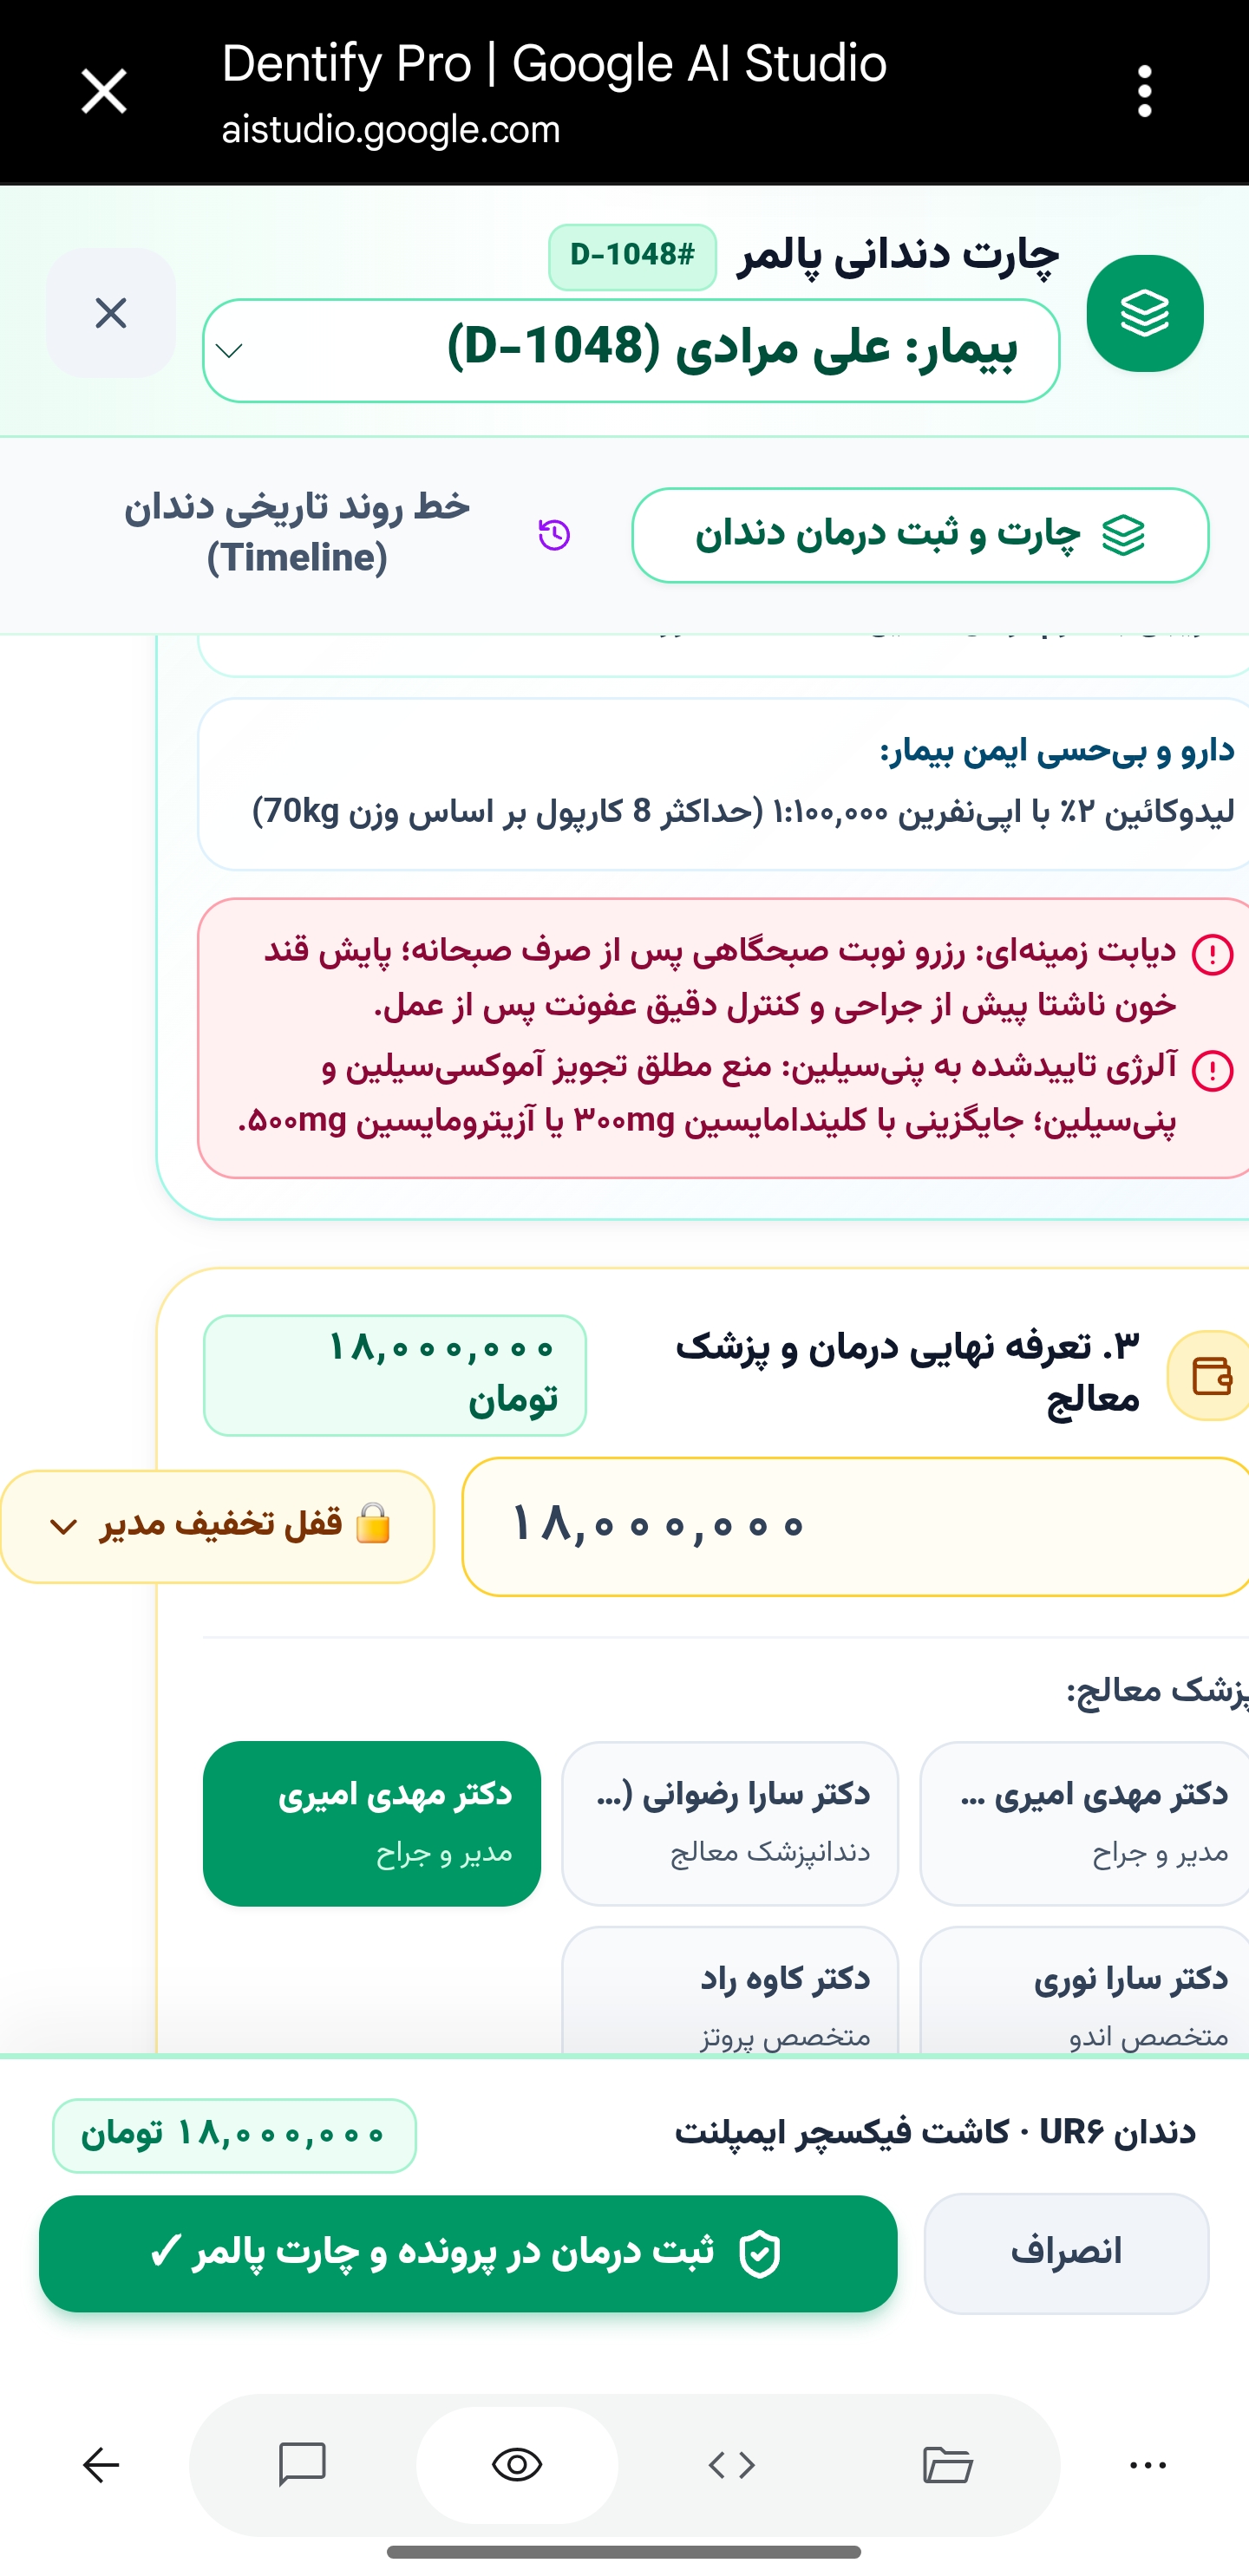 Dentify Pro | Google AI Studio
aistudio.google.com
چارت دندانی پالمر
D-1048#
بیمار: علی مرادی (D-1048)
چارت و ثبت درمان دندان
خط روند تاریخی دندان
(Timeline)
دارو و بی‌حسی ایمن بیمار:
لیدوکائین ۲٪ با اپی‌نفرین ۱:۱۰۰,۰۰۰ (حداکثر 8 کارپول بر اساس وزن 70kg)
دیابت زمینه‌ای: رزرو نوبت صبحگاهی پس از صرف صبحانه؛ پایش قند
خون ناشتا پیش از جراحی و کنترل دقیق عفونت پس از عمل.
آلرژی تاییدشده به پنی‌سیلین: منع مطلق تجویز آموکسی‌سیلین و
پنی‌سیلین؛ جایگزینی با کلیندامایسین ۳۰۰mg یا آزیترومایسین ۵۰۰mg.
۳. تعرفه نهایی درمان و پزشک
معالج
۱۸,۰۰۰,۰۰۰
تومان
۱۸,۰۰۰,۰۰۰
🔒 قفل تخفیف مدیر
پزشک معالج:
دکتر مهدی امیری ...
مدیر و جراح
دکتر سارا رضوانی (...
دندانپزشک معالج
دکتر مهدی امیری
مدیر و جراح
دکتر سارا نوری
متخصص اندو
دکتر کاوه راد
متخصص پروتز
دندان UR۶ · کاشت فیکسچر ایمپلنت
۱۸,۰۰۰,۰۰۰ تومان
انصراف
ثبت درمان در پرونده و چارت پالمر ✓